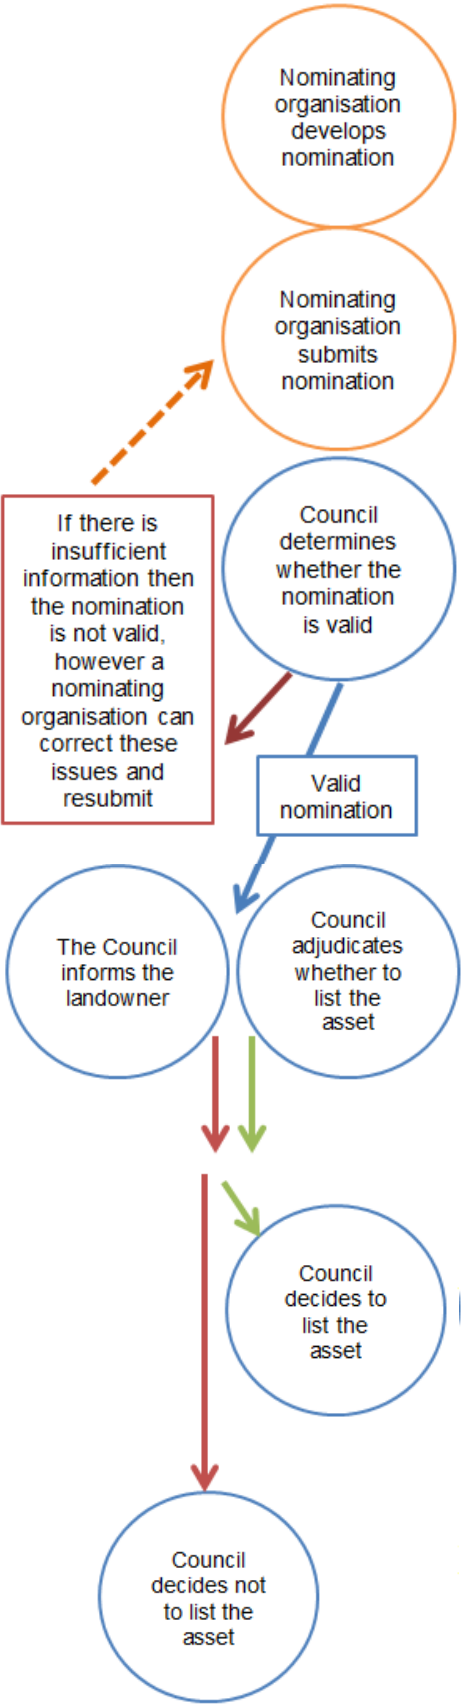 Nominating
organisation
develops
nomination
Nominating
organisation
submits
nomination
If there is
insufficient
information then
the nomination
is not valid,
however a
nominating
organisation can
correct these
issues and
resubmit
Council
determines
whether the
nomination
is valid
Valid
nomination
The Council
informs the
landowner
Council
adjudicates
whether to
list the
asset
Council
decides to
list the
asset
Council
decides not
to list the
asset